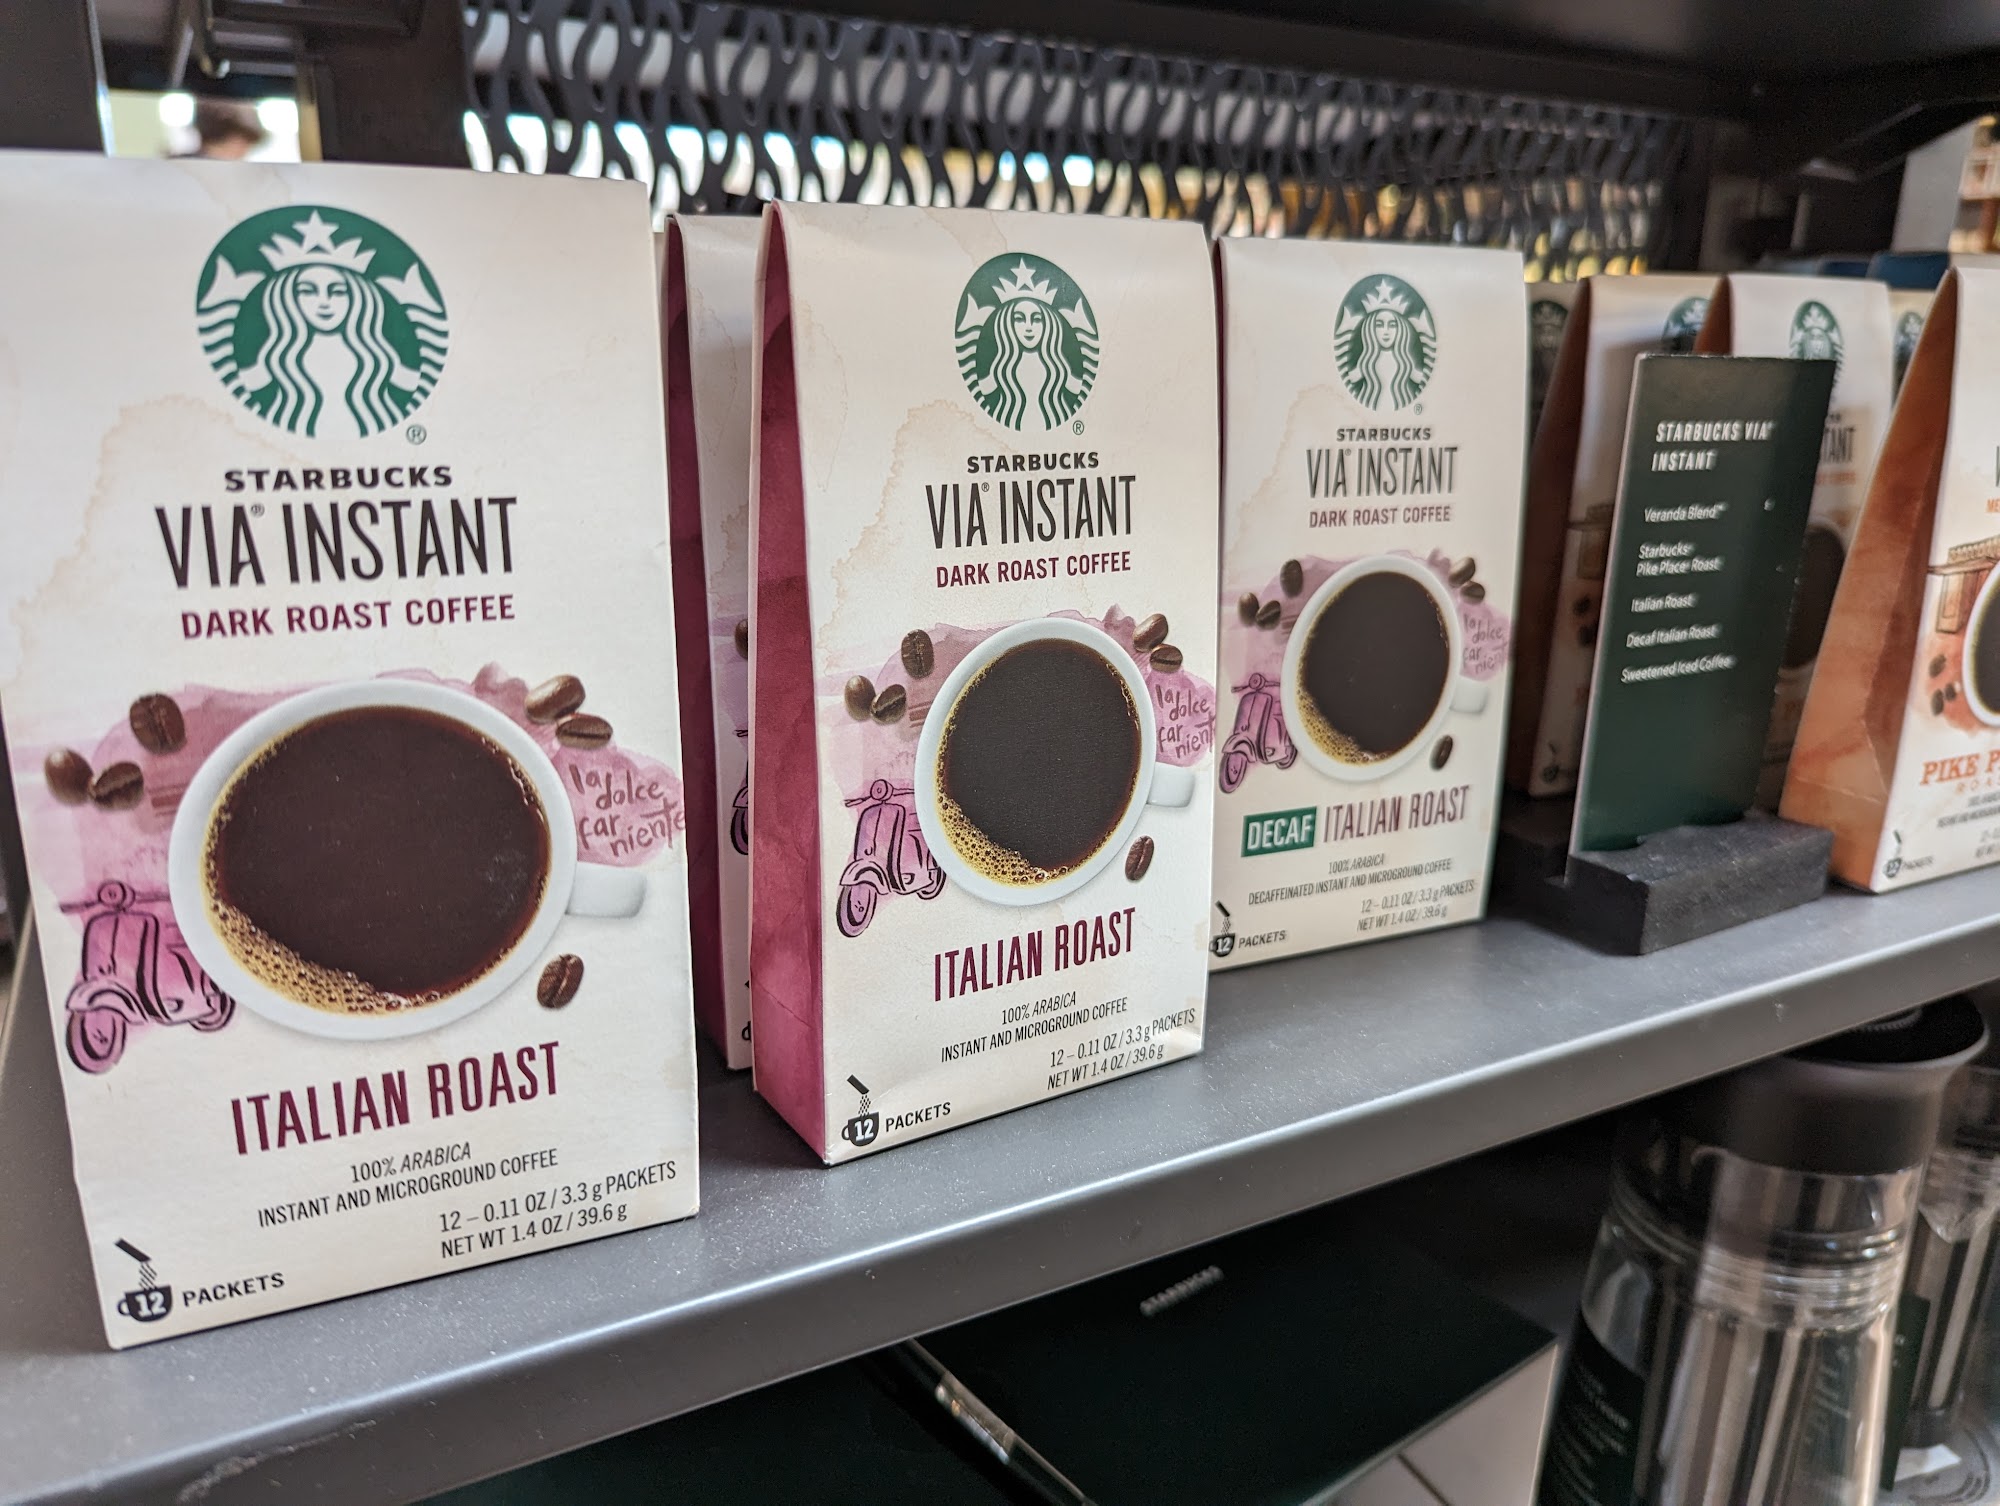 STARBUCKS
VIA® INSTANT
DARK ROAST COFFEE
la
dolce
far
niente
ITALIAN ROAST
100% ARABICA
INSTANT AND MICROGROUND COFFEE
12 – 0.11 OZ / 3.3 g PACKETS
NET WT 1.4 OZ / 39.6 g
12 PACKETS
®
STARBUCKS
VIA® INSTANT
DARK ROAST COFFEE
la
dolce
far
niente
ITALIAN ROAST
100% ARABICA
INSTANT AND MICROGROUND COFFEE
12 – 0.11 OZ / 3.3 g PACKETS
NET WT 1.4 OZ / 39.6 g
12 PACKETS
®
STARBUCKS
VIA® INSTANT
DARK ROAST COFFEE
la
dolce
far
niente
DECAF ITALIAN ROAST
100% ARABICA
DECAFFEINATED INSTANT AND MICROGROUND COFFEE
12 – 0.11 OZ / 3.3 g PACKETS
NET WT 1.4 OZ / 39.6 g
12 PACKETS
®
STARBUCKS VIA®
INSTANT
Veranda Blend™
Starbucks®
Pike Place® Roast
Italian Roast
Decaf Italian Roast
Sweetened Iced Coffee
PIKE
STARBUCKS